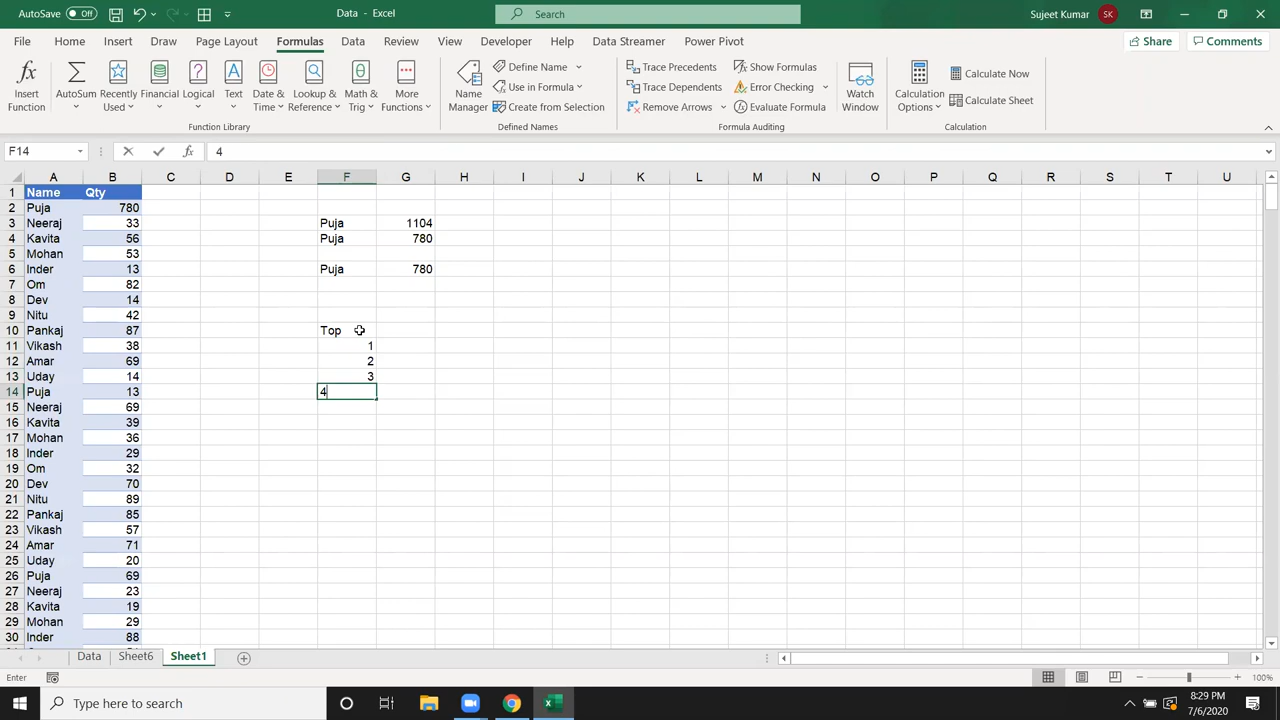 AutoSave Off Data - Excel Search Sujeet Kumar SK
File Home Insert Draw Page Layout Formulas Data Review View Developer Help Data Streamer Power Pivot Share Comments
Insert Function
AutoSum
Recently Used
Financial
Logical
Text
Date & Time
Lookup & Reference
Math & Trig
More Functions
Function Library
Name Manager
Define Name
Use in Formula
Create from Selection
Defined Names
Trace Precedents
Trace Dependents
Remove Arrows
Show Formulas
Error Checking
Evaluate Formula
Formula Auditing
Watch Window
Calculation Options
Calculate Now
Calculate Sheet
Calculation
F14 fx 4
A B C D E F G H I J K L M N O P Q R S T U
1 Name Qty
2 Puja 780
3 Neeraj 33 Puja 1104
4 Kavita 56 Puja 780
5 Mohan 53
6 Inder 13 Puja 780
7 Om 82
8 Dev 14
9 Nitu 42
10 Pankaj 87 Top
11 Vikash 38 1
12 Amar 69 2
13 Uday 14 3
14 Puja 13 4
15 Neeraj 69
16 Kavita 39
17 Mohan 36
18 Inder 29
19 Om 32
20 Dev 70
21 Nitu 89
22 Pankaj 85
23 Vikash 57
24 Amar 71
25 Uday 20
26 Puja 69
27 Neeraj 23
28 Kavita 19
29 Mohan 29
30 Inder 88
Data Sheet6 Sheet1
Enter 100%
Type here to search
8:29 PM
7/6/2020